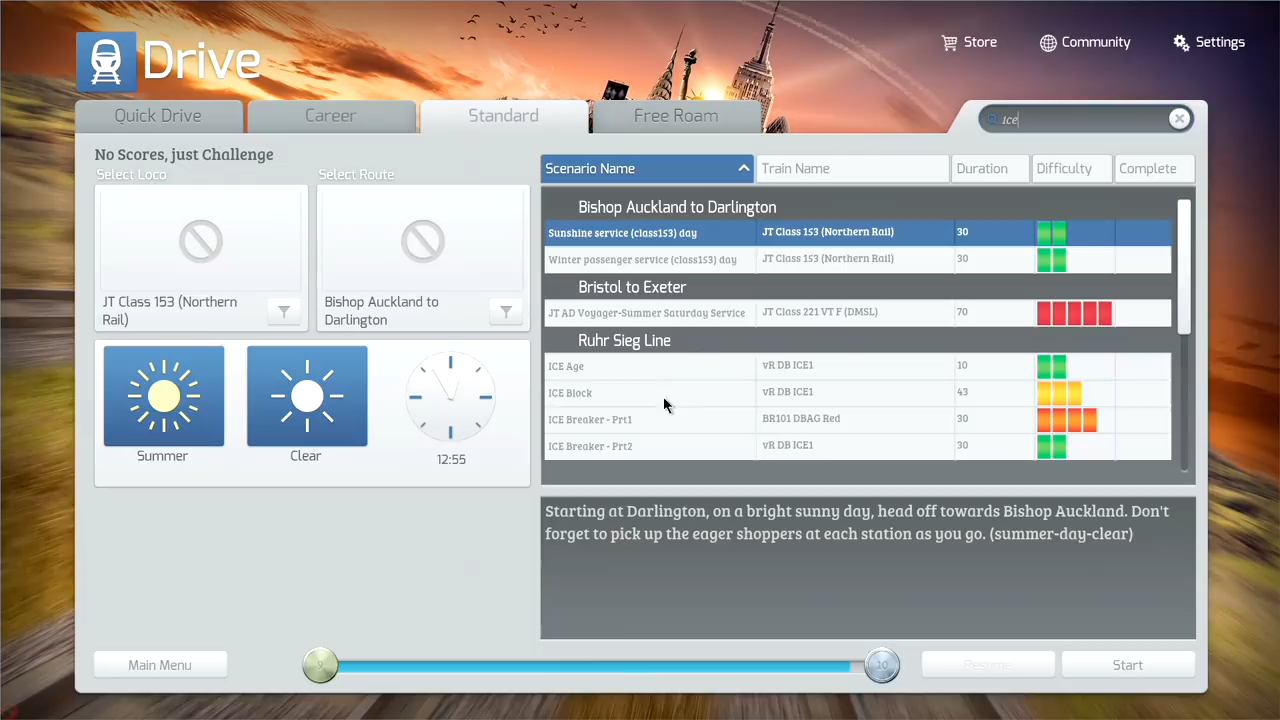 Drive
Store
Community
Settings
Quick Drive
Career
Standard
Free Roam
ice
No Scores, just Challenge
Select Loco
Select Route
JT Class 153 (Northern
Rail)
Bishop Auckland to
Darlington
Summer
Clear
12:55
Scenario Name
Train Name
Duration
Difficulty
Complete
Bishop Auckland to Darlington
Sunshine service (class153) day
JT Class 153 (Northern Rail)
30
Winter passenger service (class153) day
JT Class 153 (Northern Rail)
30
Bristol to Exeter
JT AD Voyager-Summer Saturday Service
JT Class 221 VT F (DMSL)
70
Ruhr Sieg Line
ICE Age
vR DB ICE1
10
ICE Block
vR DB ICE1
43
ICE Breaker - Prt1
BR101 DBAG Red
30
ICE Breaker - Prt2
vR DB ICE1
30
Starting at Darlington, on a bright sunny day, head off towards Bishop Auckland. Don't
forget to pick up the eager shoppers at each station as you go. (summer-day-clear)
Main Menu
9
10
Resume
Start